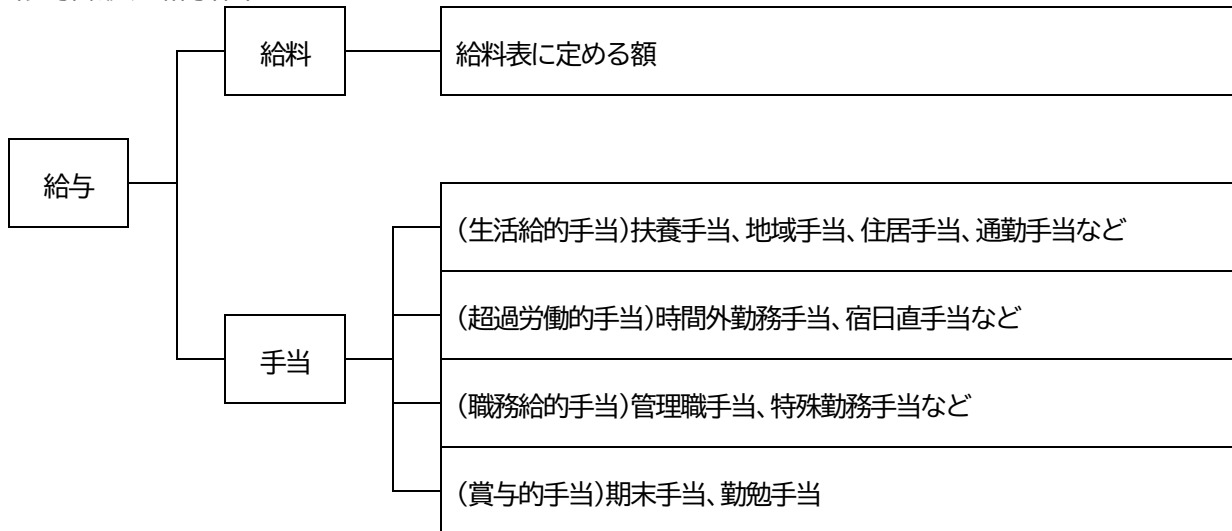 給料
給料表に定める額
給与
(生活給的手当)扶養手当、地域手当、住居手当、通勤手当など
(超過労働的手当)時間外勤務手当、宿日直手当など
手当
(職務給的手当)管理職手当、特殊勤務手当など
(賞与的手当)期末手当、勤勉手当